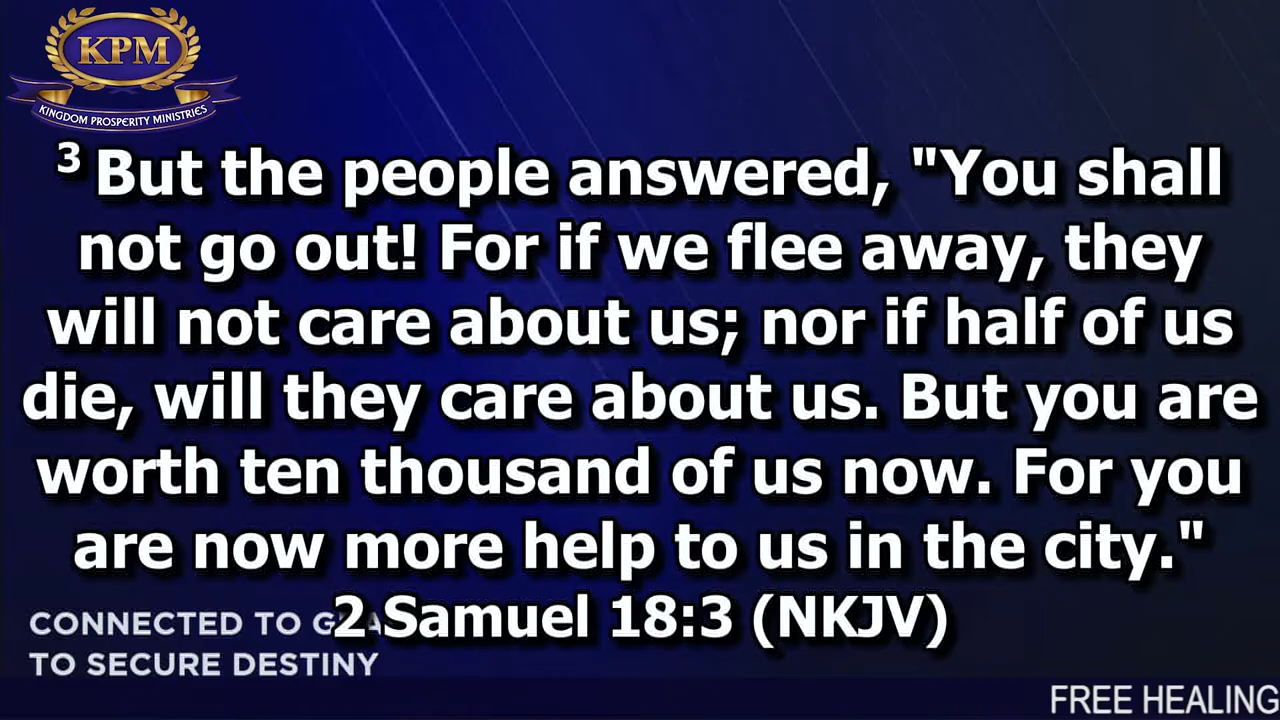 KPM
KINGDOM PROSPERITY MINISTRIES
3 But the people answered, "You shall
not go out! For if we flee away, they
will not care about us; nor if half of us
die, will they care about us. But you are
worth ten thousand of us now. For you
are now more help to us in the city."
2 Samuel 18:3 (NKJV)
CONNECTED TO
TO SECURE DESTINY
FREE HEALING